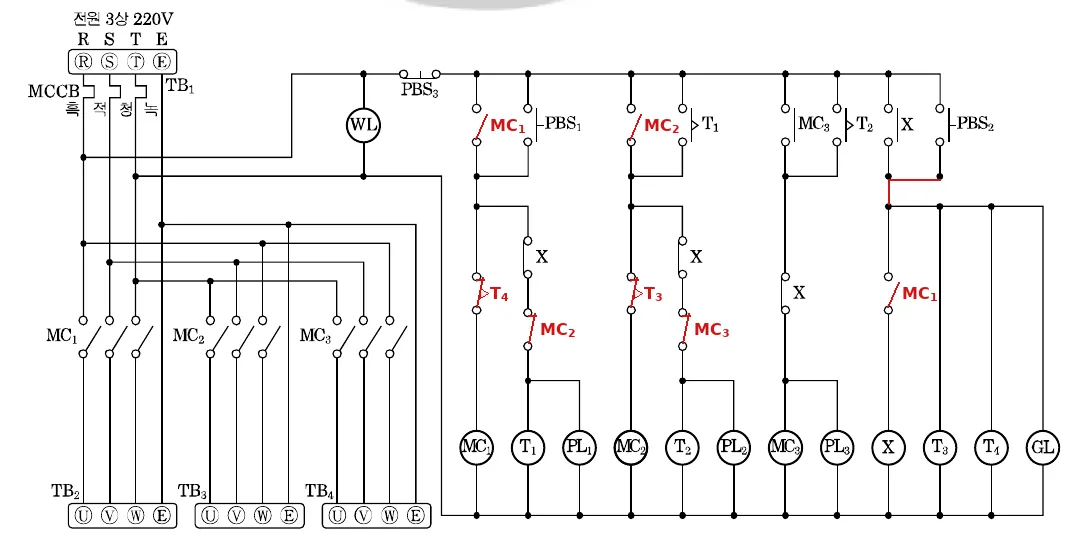 전원 3상 220V
R S T E
Ⓡ Ⓢ Ⓣ Ⓔ
TB₁
MCCB
흑 적 청 녹
PBS₃
WL
MC₁
PBS₁
MC₂
T₁
MC₃
T₂
X
PBS₂
X
X
T₄
T₃
X
MC₁
MC₂
MC₃
MC₁
MC₂
MC₃
MC₁ T₁ PL₁ MC₂ T₂ PL₂ MC₃ PL₃ X T₃ T₄ GL
TB₂
TB₃
TB₄
Ⓤ Ⓥ Ⓦ Ⓔ
Ⓤ Ⓥ Ⓦ Ⓔ
Ⓤ Ⓥ Ⓦ Ⓔ